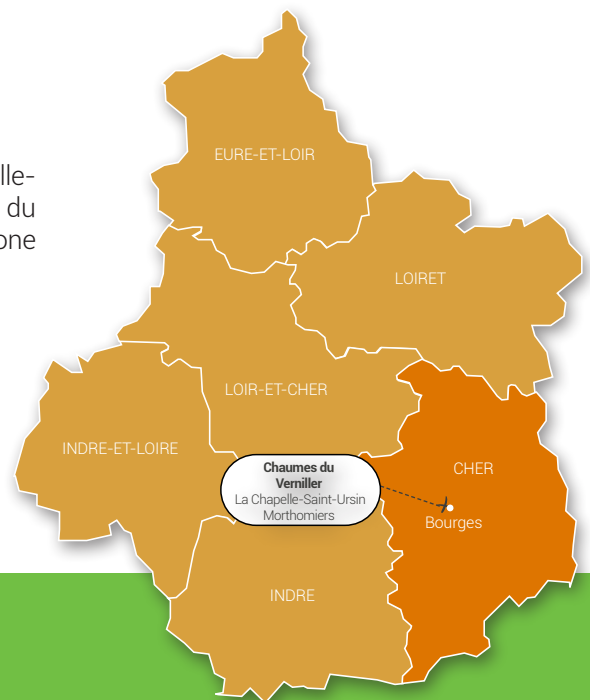 lle-
du
one
EURE-ET-LOIR
LOIRET
LOIR-ET-CHER
INDRE-ET-LOIRE
CHER
Chaumes du
Verniller
La Chapelle-Saint-Ursin
Morthomiers
Bourges
INDRE